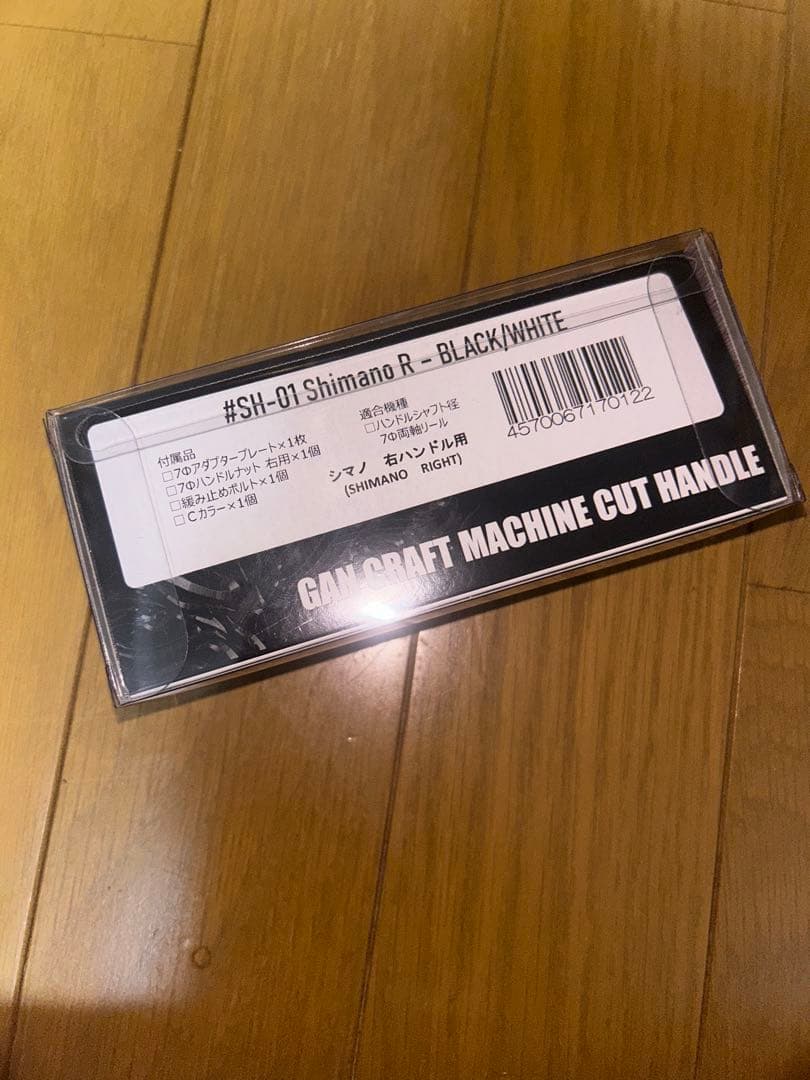 #SH-01 Shimano R - BLACK/WHITE
付属品
□7Φアダプタープレート×1枚
□7Φハンドルナット 右用×1個
□緩み止めボルト×1個
□Cカラー×1個
適合機種
□ハンドルシャフト径
7Φ両軸リール
シマノ 右ハンドル用
(SHIMANO RIGHT)
4570067170122
GAN CRAFT MACHINE CUT HANDLE